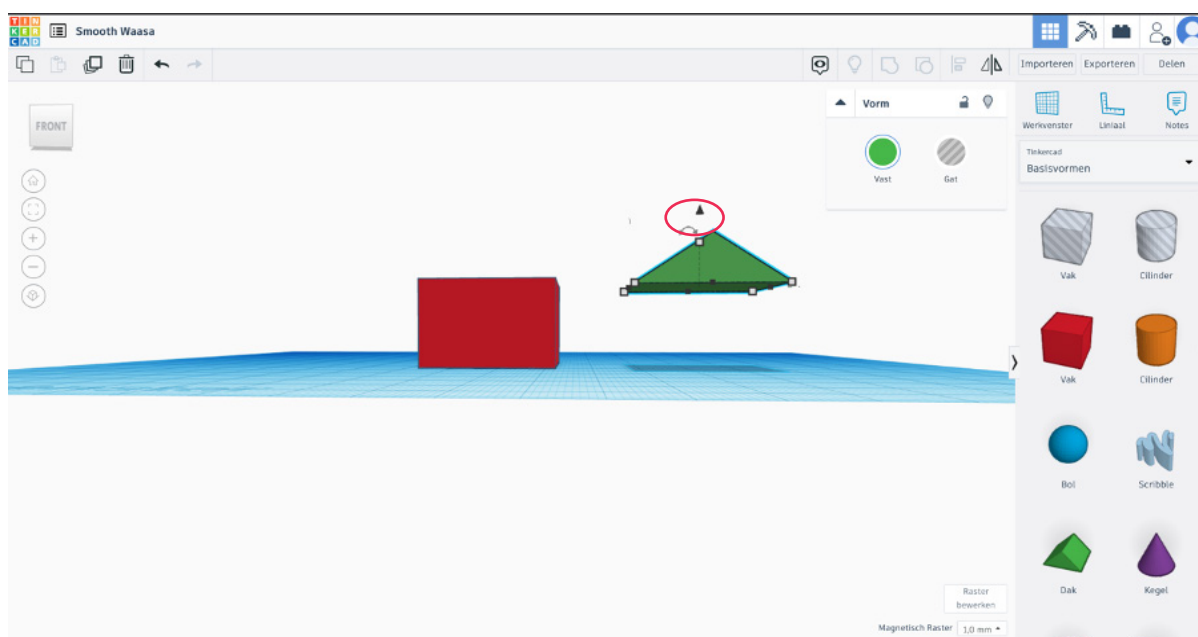 TIN
KER
CAD
Smooth Waasa
Importeren Exporteren Delen
FRONT
Vorm
Vast Gat
Werkvenster Liniaal Notes
Tinkercad
Basisvormen
Vak Cilinder
Vak Cilinder
Bol Scribble
Dak Kegel
Raster
bewerken
Magnetisch Raster 1,0 mm